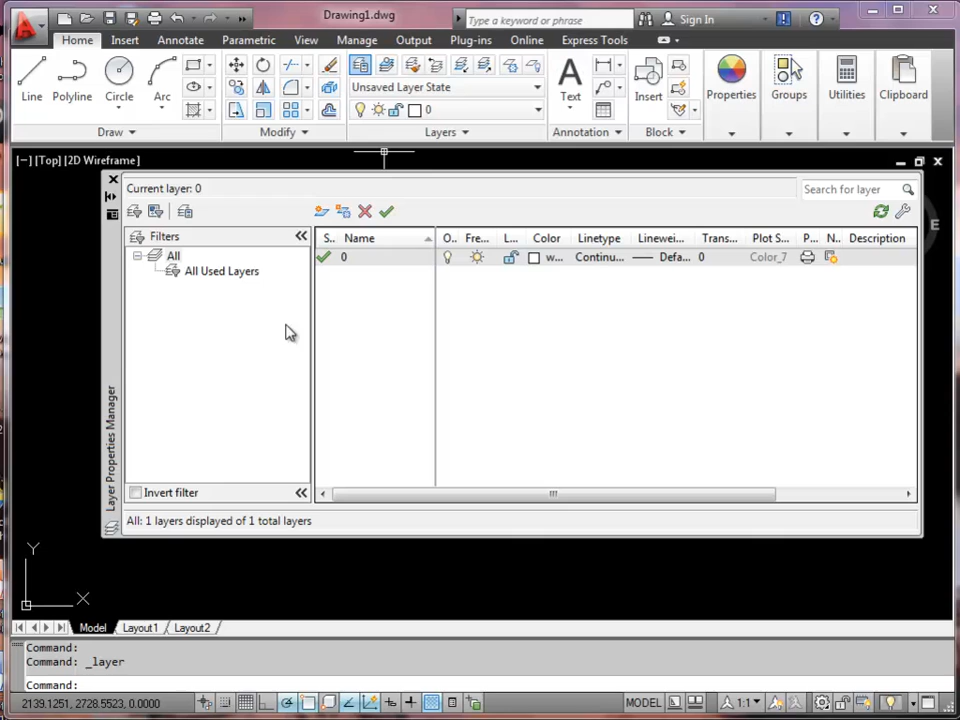 Drawing1.dwg
Type a keyword or phrase
Sign In
Home Insert Annotate Parametric View Manage Output Plug-ins Online Express Tools
Unsaved Layer State
0
Line Polyline Circle Arc
Text
Insert
Properties
Groups
Utilities
Clipboard
Draw
Modify
Layers
Annotation
Block
[−] [Top] [2D Wireframe]
Current layer: 0
Search for layer
E
Filters
S.. Name O.. Fre... L... Color Linetype Linewei... Trans... Plot S... P... N.. Description
All
0 w... Continu... Defa... 0 Color_7
All Used Layers
Layer Properties Manager
Invert filter
All: 1 layers displayed of 1 total layers
Y
X
Model Layout1 Layout2
Command:
Command: _layer
Command:
2139.1251, 2728.5523, 0.0000
MODEL
1:1